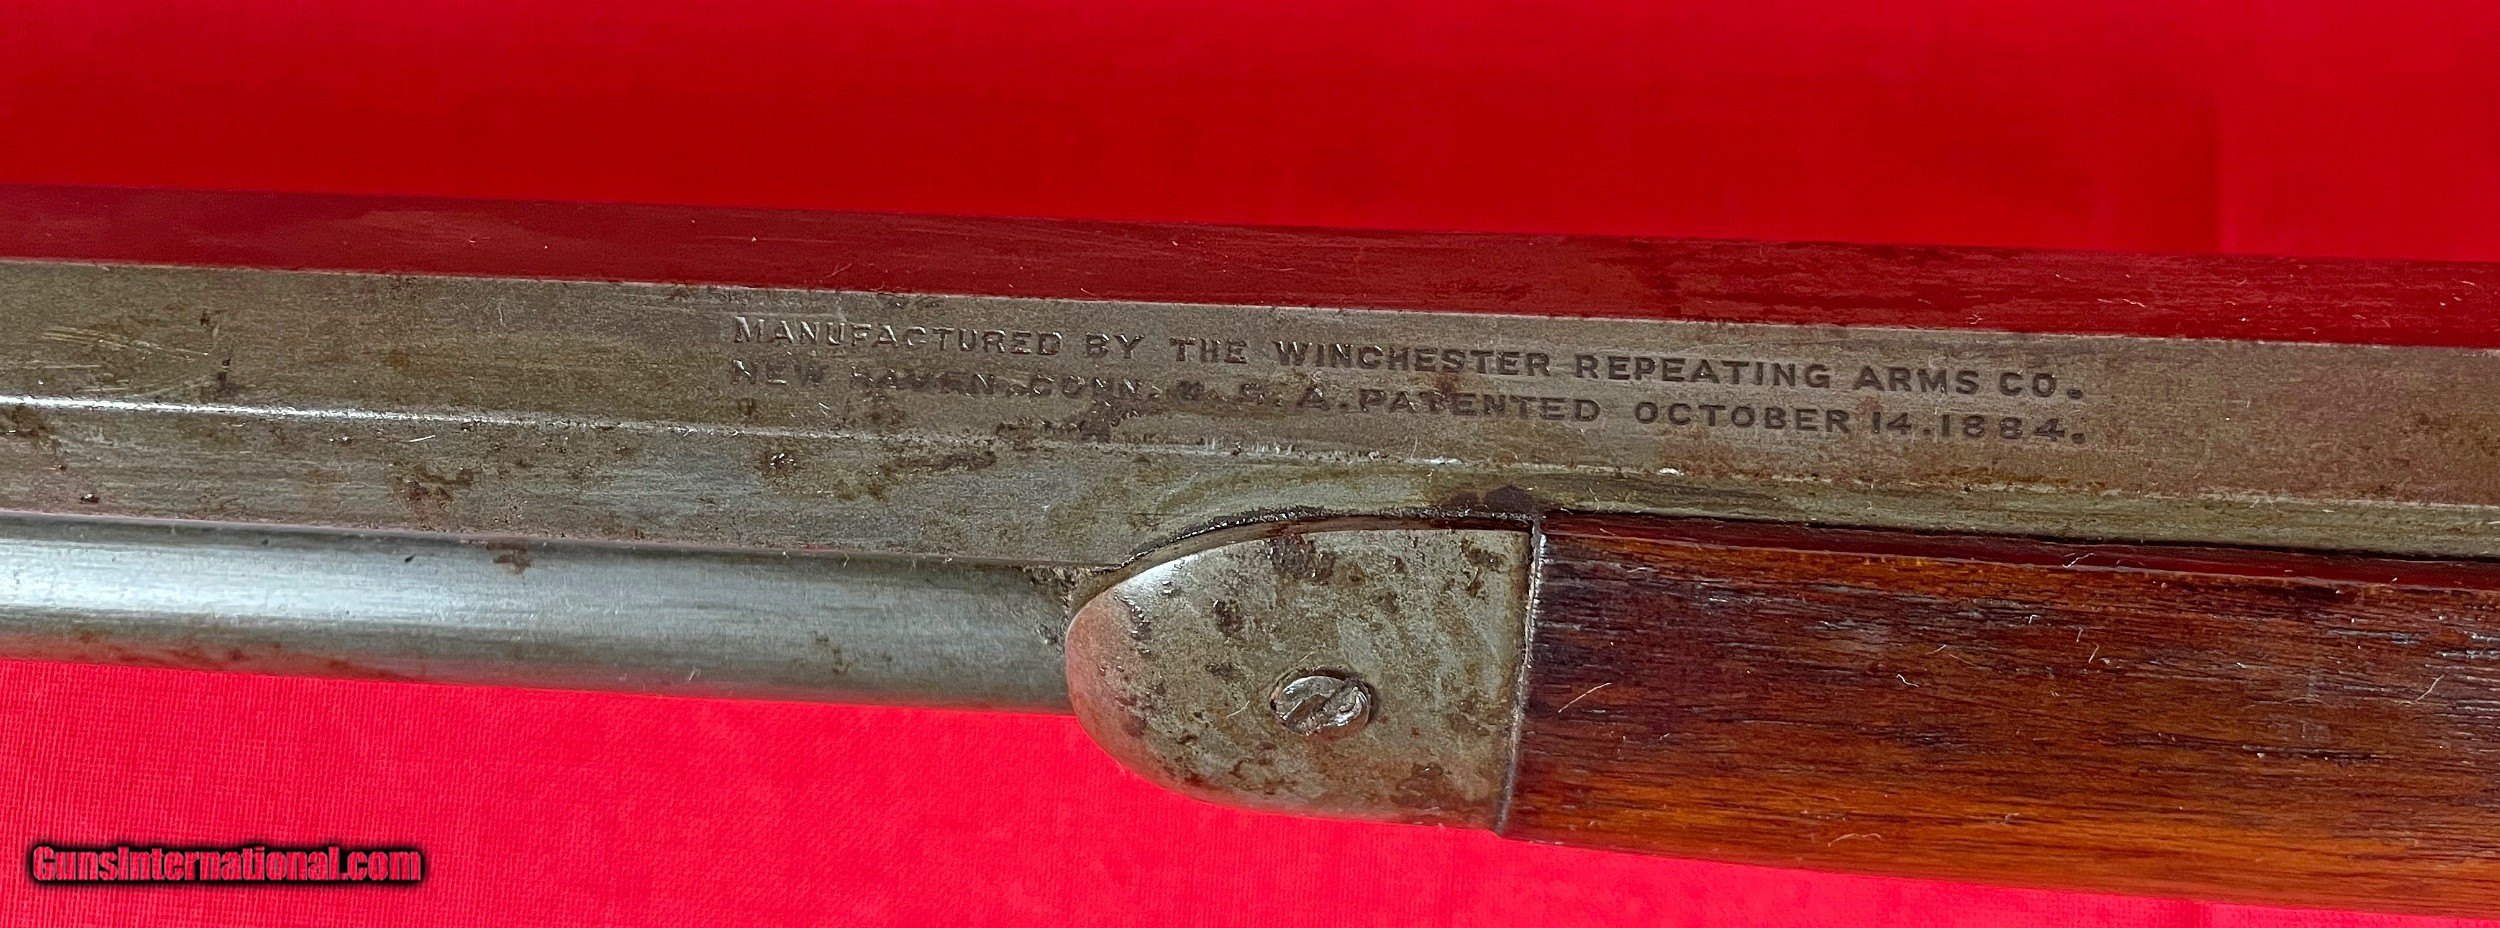 MANUFACTURED BY THE WINCHESTER REPEATING ARMS CO.
NEW HAVEN. CONN. U. S. A. PATENTED OCTOBER 14. 1884.
GunsInternational.com